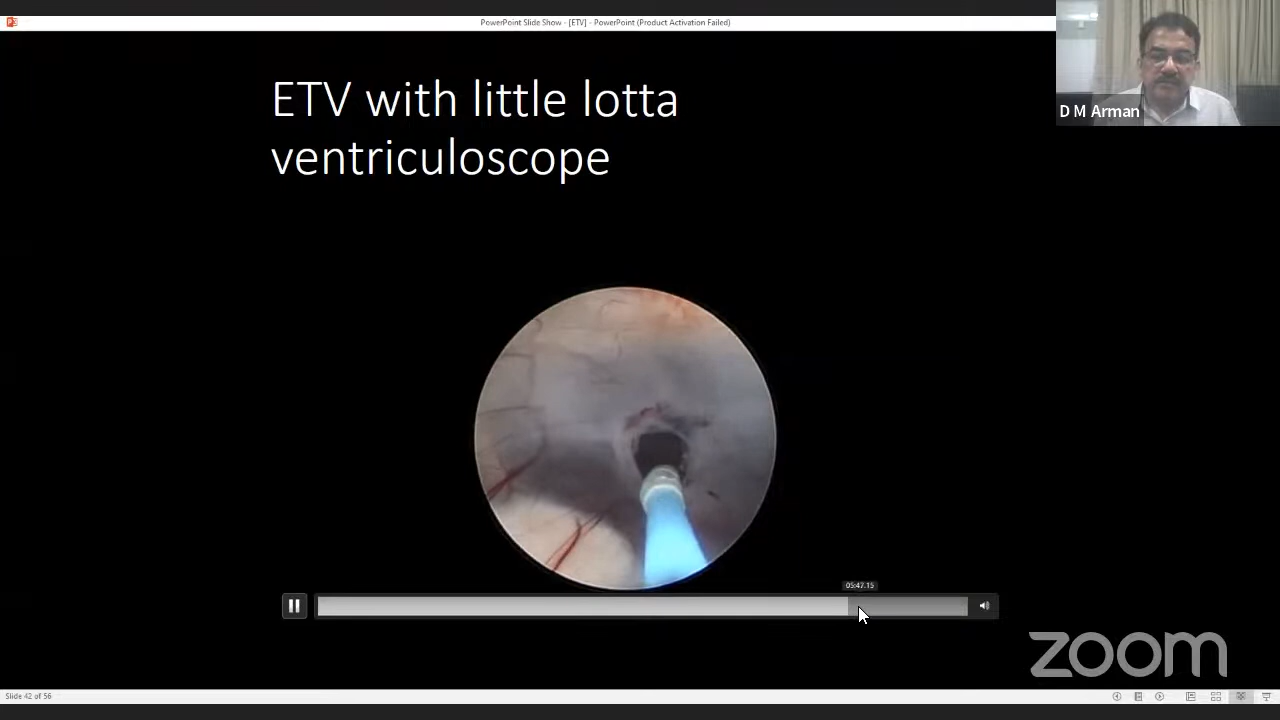 PowerPoint Slide Show - [ETV] - PowerPoint (Product Activation Failed)
D M Arman
ETV with little lotta
ventriculoscope
05:47.15
zoom
Slide 42 of 56